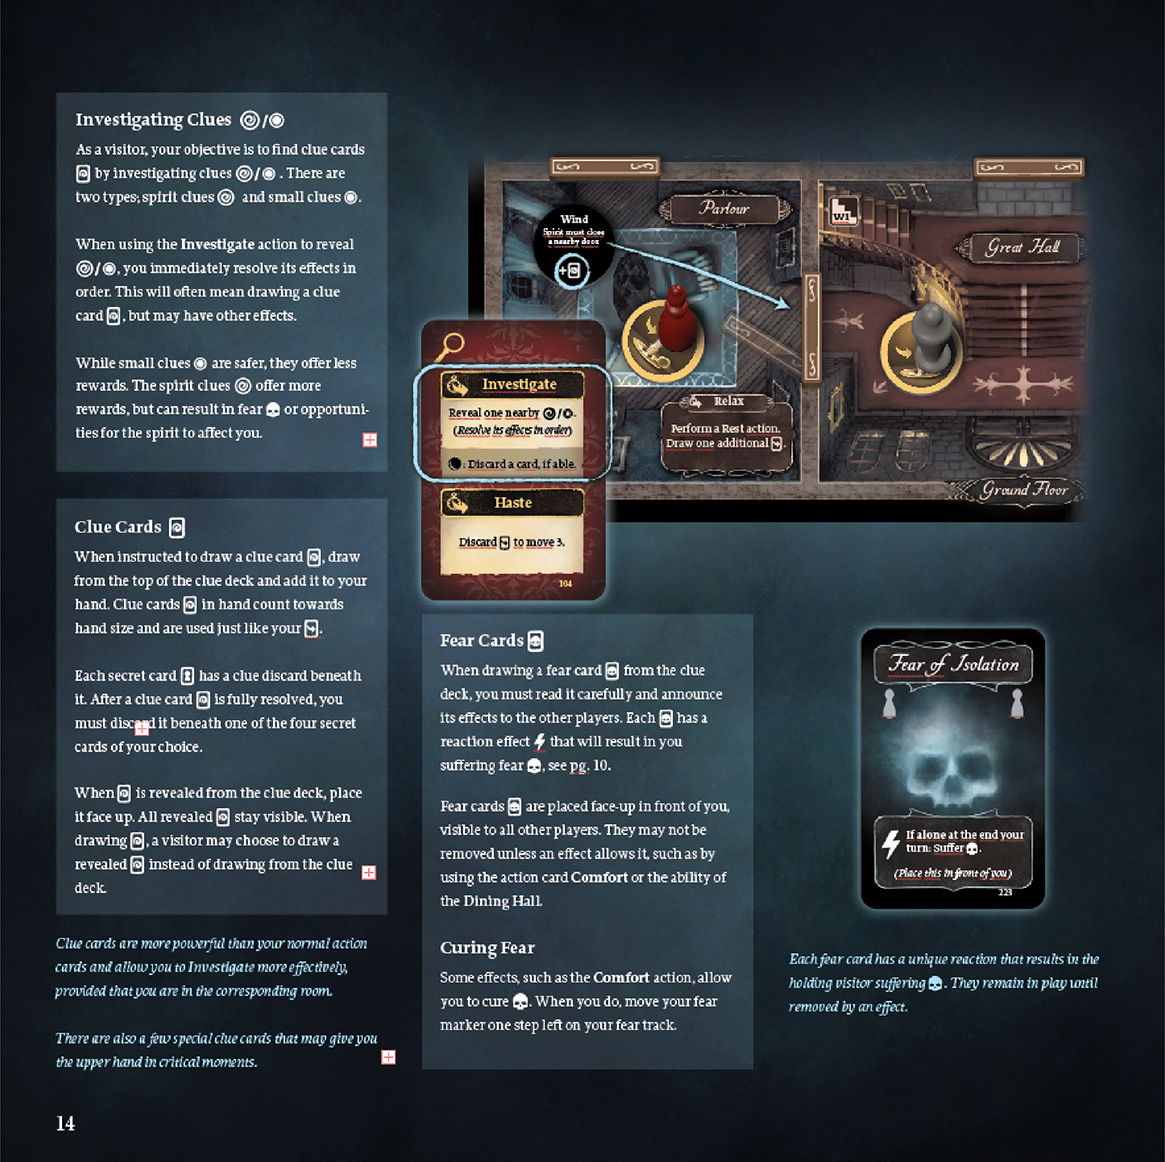 Investigating Clues /
As a visitor, your objective is to find clue cards
by investigating clues / . There are
two types; spirit clues and small clues .
When using the Investigate action to reveal
/ , you immediately resolve its effects in
order. This will often mean drawing a clue
card , but may have other effects.
While small clues are safer, they offer less
rewards. The spirit clues offer more
rewards, but can result in fear or opportuni-
ties for the spirit to affect you.
Clue Cards
When instructed to draw a clue card , draw
from the top of the clue deck and add it to your
hand. Clue cards in hand count towards
hand size and are used just like your .
Each secret card has a clue discard beneath
it. After a clue card is fully resolved, you
must discard it beneath one of the four secret
cards of your choice.
When is revealed from the clue deck, place
it face up. All revealed stay visible. When
drawing , a visitor may choose to draw a
revealed instead of drawing from the clue
deck.
Clue cards are more powerful than your normal action
cards and allow you to Investigate more effectively,
provided that you are in the corresponding room.
There are also a few special clue cards that may give you
the upper hand in critical moments.
14
Wind
Spirit must close
a nearby door
+
Parlour
W1
Great Hall
Relax
Perform a Rest action.
Draw one additional .
Ground Floor
Investigate
Reveal one nearby / .
(Resolve its effects in order)
: Discard a card, if able.
Haste
Discard to move 3.
104
Fear Cards
When drawing a fear card from the clue
deck, you must read it carefully and announce
its effects to the other players. Each has a
reaction effect that will result in you
suffering fear , see pg. 10.
Fear cards are placed face-up in front of you,
visible to all other players. They may not be
removed unless an effect allows it, such as by
using the action card Comfort or the ability of
the Dining Hall.
Curing Fear
Some effects, such as the Comfort action, allow
you to cure . When you do, move your fear
marker one step left on your fear track.
Fear of Isolation
If alone at the end your
turn: Suffer .
(Place this in front of you)
223
Each fear card has a unique reaction that results in the
holding visitor suffering . They remain in play until
removed by an effect.